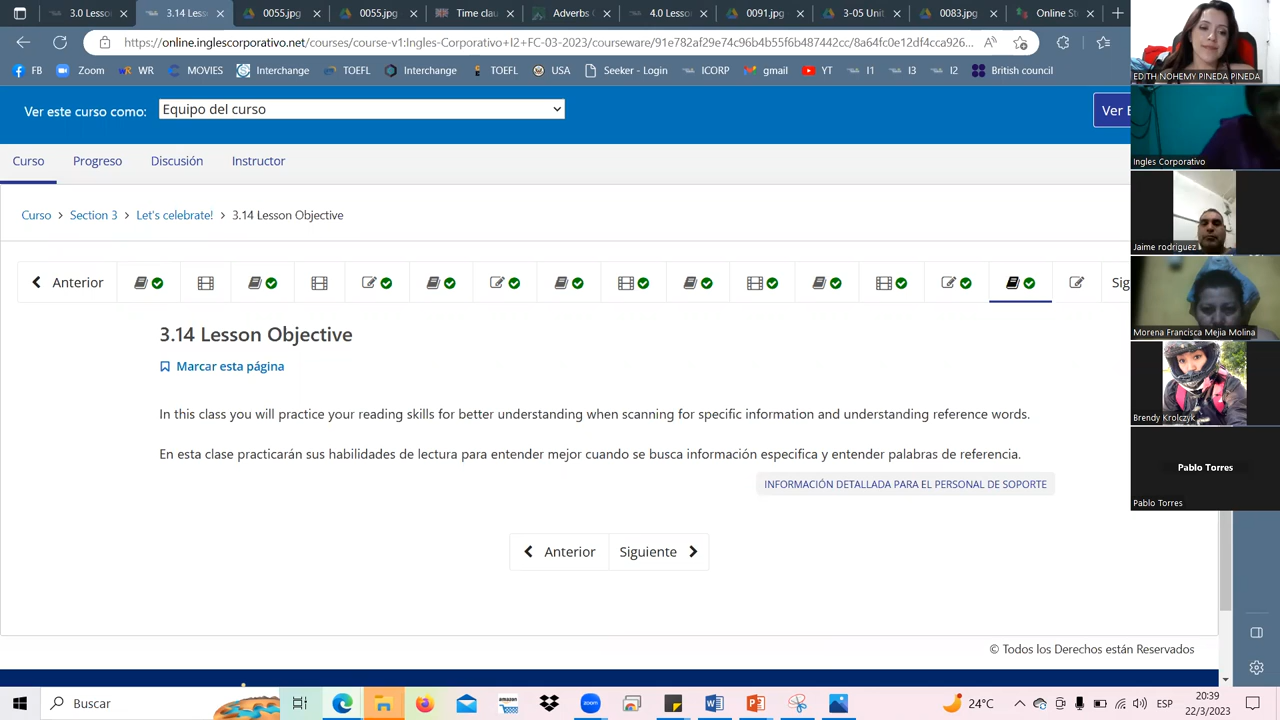 3.0 Lesson
3.14 Less
0055.jpg
0055.jpg
Time clau
Adverbs
4.0 Lesson
0091.jpg
3-05 Unit
0083.jpg
Online St
https://online.inglescorporativo.net/courses/course-v1:Ingles-Corporativo+I2+FC-03-2023/courseware/91e782af29e74c96b4b55f6b487442cc/8a64fc0e12df4cca926...
FB
Zoom
WR
MOVIES
Interchange
TOEFL
Interchange
TOEFL
USA
Seeker - Login
ICORP
gmail
YT
I1
I3
I2
British council
Ver este curso como:
Equipo del curso
Ver E
Curso
Progreso
Discusión
Instructor
Curso > Section 3 > Let's celebrate! > 3.14 Lesson Objective
Anterior
Sig
3.14 Lesson Objective
Marcar esta página
In this class you will practice your reading skills for better understanding when scanning for specific information and understanding reference words.
En esta clase practicarán sus habilidades de lectura para entender mejor cuando se busca información especifica y entender palabras de referencia.
INFORMACIÓN DETALLADA PARA EL PERSONAL DE SOPORTE
Anterior
Siguiente
© Todos los Derechos están Reservados
EDITH NOHEMY PINEDA PINEDA
Ingles Corporativo
Jaime rodriguez
Morena Francisca Mejia Molina
Brendy Krolczyk
Pablo Torres
Pablo Torres
Buscar
amazon
zoom
24°C
ESP
20:39
22/3/2023